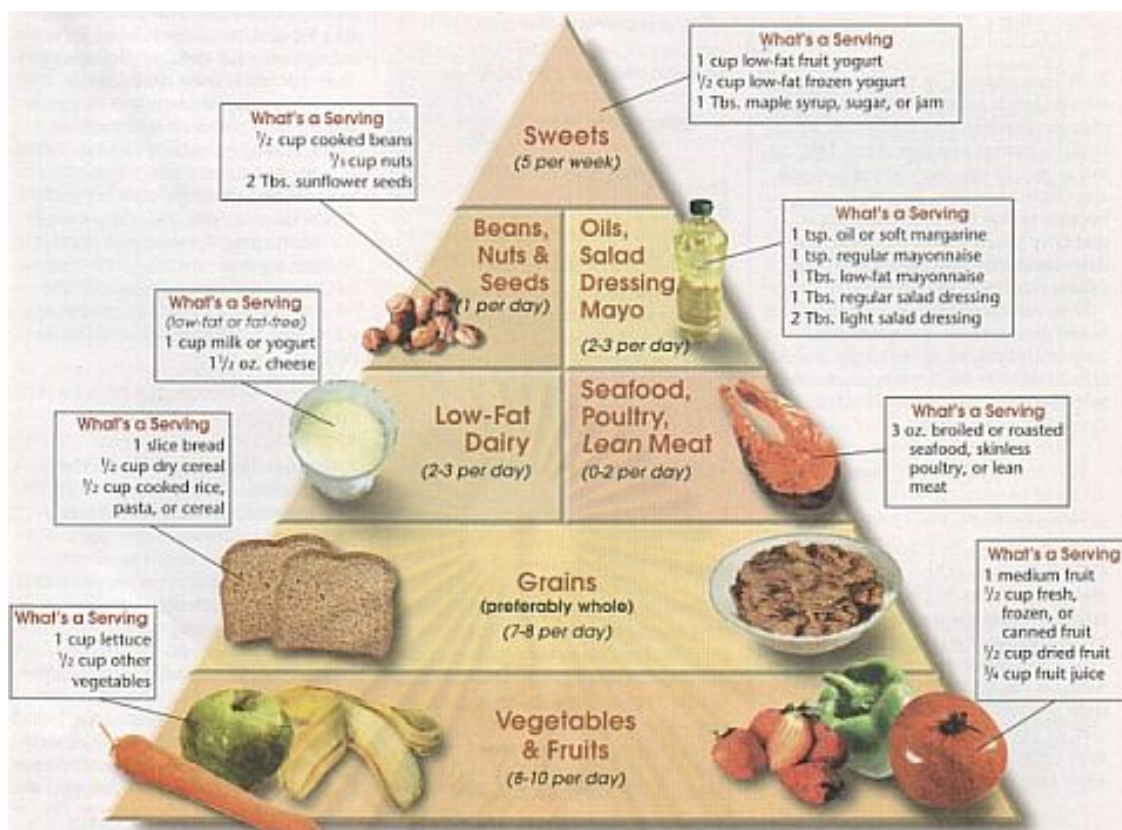 What's a Serving
1 cup low-fat fruit yogurt
1/2 cup low-fat frozen yogurt
1 Tbs. maple syrup, sugar, or jam
Sweets
(5 per week)
What's a Serving
1/2 cup cooked beans
1/3 cup nuts
2 Tbs. sunflower seeds
Beans,
Nuts &
Seeds
(1 per day)
Oils,
Salad
Dressing,
Mayo
(2-3 per day)
What's a Serving
1 tsp. oil or soft margarine
1 tsp. regular mayonnaise
1 Tbs. low-fat mayonnaise
1 Tbs. regular salad dressing
2 Tbs. light salad dressing
What's a Serving
(low-fat or fat-free)
1 cup milk or yogurt
1 1/2 oz. cheese
Low-Fat
Dairy
(2-3 per day)
Seafood,
Poultry,
Lean Meat
(0-2 per day)
What's a Serving
3 oz. broiled or roasted
seafood, skinless
poultry, or lean
meat
What's a Serving
1 slice bread
1/2 cup dry cereal
1/2 cup cooked rice,
pasta, or cereal
Grains
(preferably whole)
(7-8 per day)
What's a Serving
1 cup lettuce
1/2 cup other
vegetables
Vegetables
& Fruits
(8-10 per day)
What's a Serving
1 medium fruit
1/2 cup fresh,
frozen, or
canned fruit
1/2 cup dried fruit
3/4 cup fruit juice